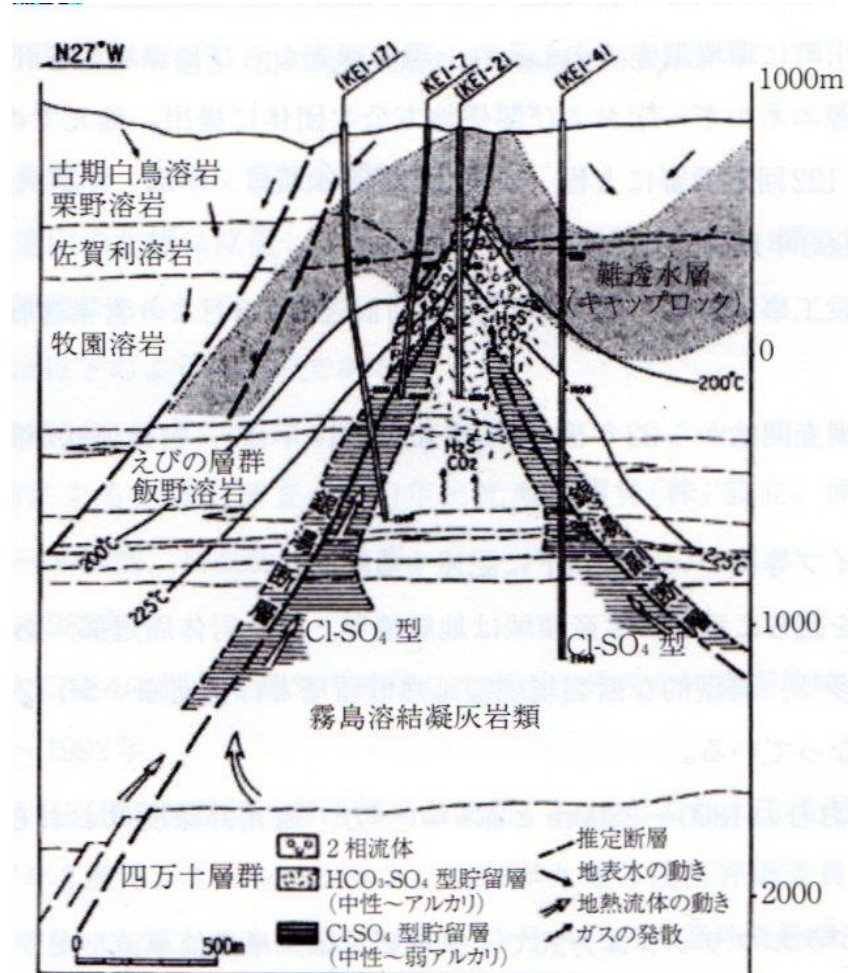 N27°W
(KE1-7)
KE1-
(KE1-2)
(KE1-4)
1000m
古期白鳥溶岩
栗野溶岩
佐賀利溶岩
難透水層
(キャップロック)
牧園溶岩
0
200℃
えびの層群
飯野溶岩
H₂S
CO₂
200℃
225℃
225℃
1000
Cl-SO₄ 型
Cl-SO₄ 型
霧島溶結凝灰岩類
四万十層群
2相流体
HCO₃-SO₄ 型貯留層
(中性～アルカリ)
Cl-SO₄ 型貯留層
(中性～弱アルカリ)
推定断層
地表水の動き
地熱流体の動き
ガスの発散
2000
0
500m